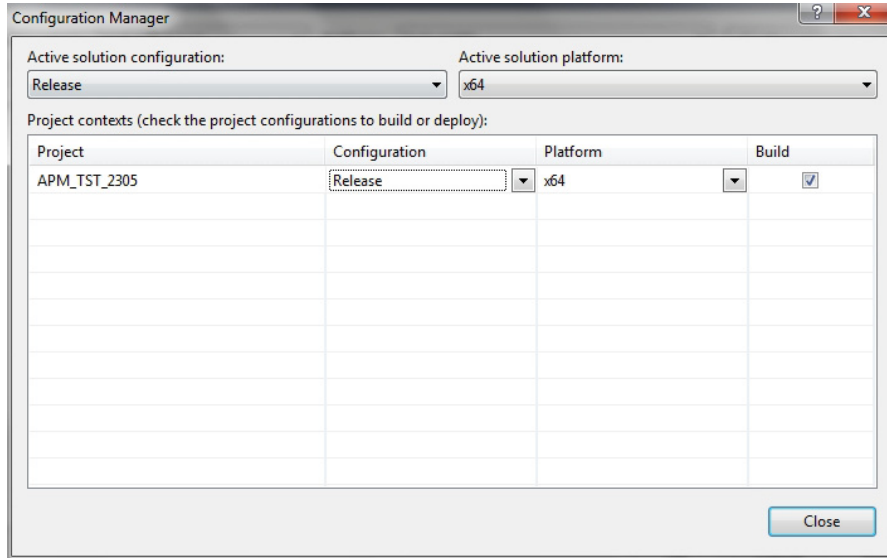 Configuration Manager
Active solution configuration: Active solution platform:
Release x64
Project contexts (check the project configurations to build or deploy):
Project Configuration Platform Build
APM_TST_2305 Release x64
Close